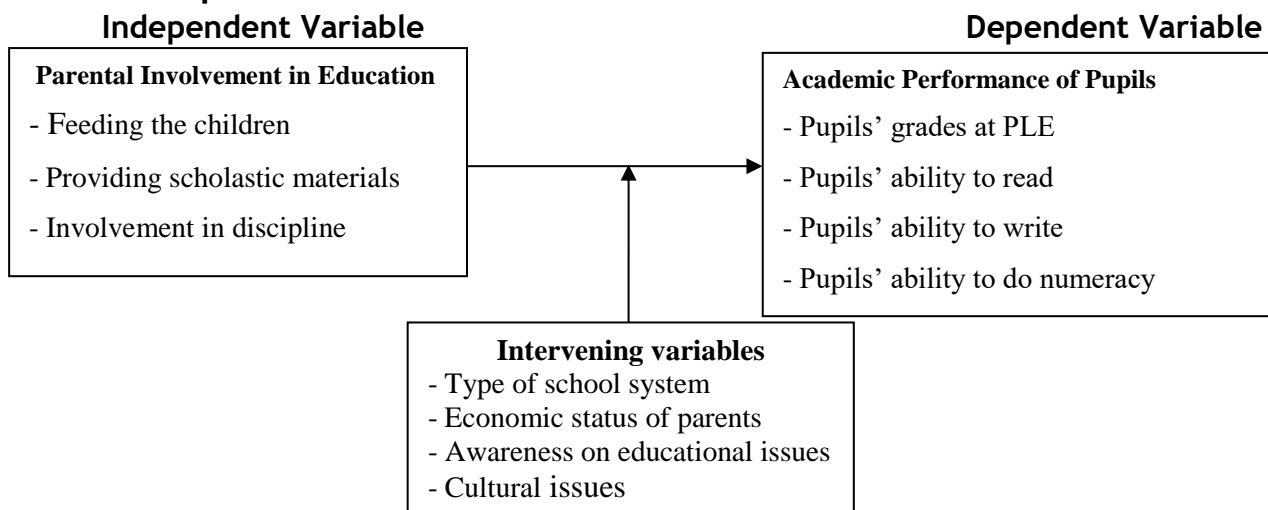 Independent Variable
Dependent Variable
Parental Involvement in Education
- Feeding the children
- Providing scholastic materials
- Involvement in discipline
Academic Performance of Pupils
- Pupils’ grades at PLE
- Pupils’ ability to read
- Pupils’ ability to write
- Pupils’ ability to do numeracy
Intervening variables
- Type of school system
- Economic status of parents
- Awareness on educational issues
- Cultural issues